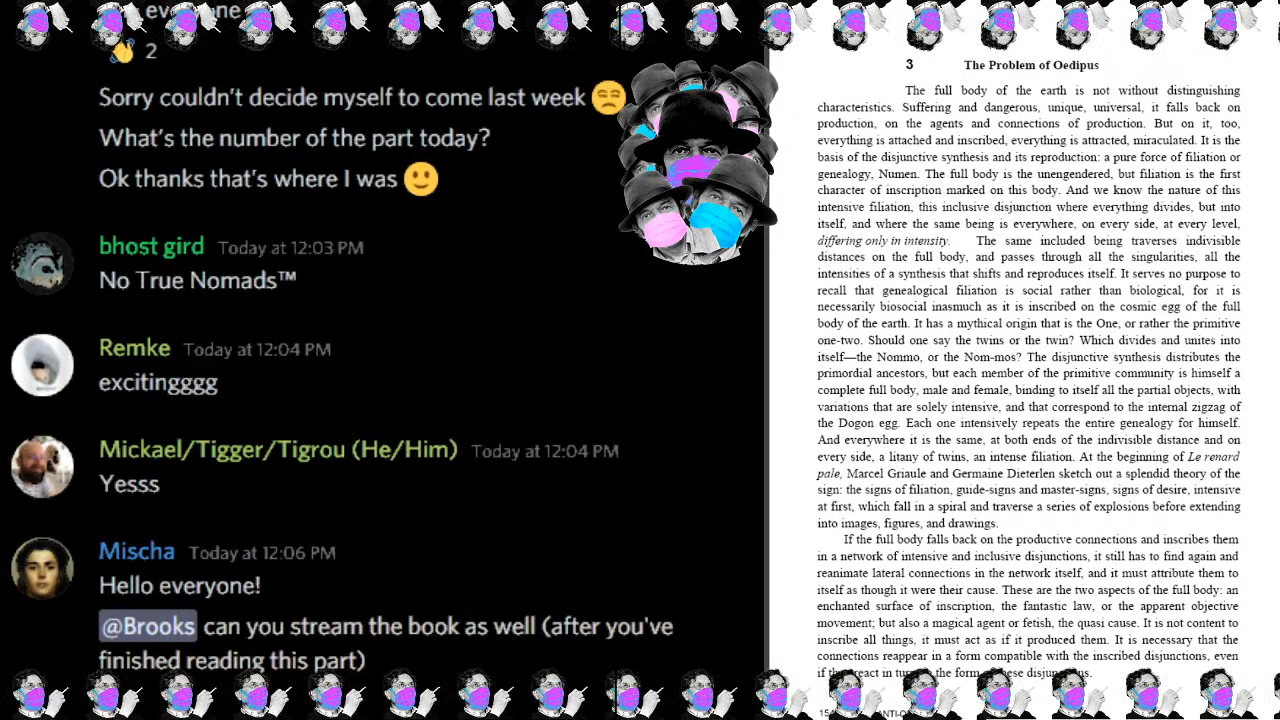 everyone
2
Sorry couldn't decide myself to come last week
What's the number of the part today?
Ok thanks that's where I was
bhost gird Today at 12:03 PM
No True Nomads™
Remke Today at 12:04 PM
excitingggg
Mickael/Tigger/Tigrou (He/Him) Today at 12:04 PM
Yesss
Mischa Today at 12:06 PM
Hello everyone!
@Brooks can you stream the book as well (after you've
finished reading this part)
3 The Problem of Oedipus
The full body of the earth is not without distinguishing
characteristics. Suffering and dangerous, unique, universal, it falls back on
production, on the agents and connections of production. But on it, too,
everything is attached and inscribed, everything is attracted, miraculated. It is the
basis of the disjunctive synthesis and its reproduction: a pure force of filiation or
genealogy, Numen. The full body is the unengendered, but filiation is the first
character of inscription marked on this body. And we know the nature of this
intensive filiation, this inclusive disjunction where everything divides, but into
itself, and where the same being is everywhere, on every side, at every level,
differing only in intensity. The same included being traverses indivisible
distances on the full body, and passes through all the singularities, all the
intensities of a synthesis that shifts and reproduces itself. It serves no purpose to
recall that genealogical filiation is social rather than biological, for it is
necessarily biosocial inasmuch as it is inscribed on the cosmic egg of the full
body of the earth. It has a mythical origin that is the One, or rather the primitive
one-two. Should one say the twins or the twin? Which divides and unites into
itself—the Nommo, or the Nom-mos? The disjunctive synthesis distributes the
primordial ancestors, but each member of the primitive community is himself a
complete full body, male and female, binding to itself all the partial objects, with
variations that are solely intensive, and that correspond to the internal zigzag of
the Dogon egg. Each one intensively repeats the entire genealogy for himself.
And everywhere it is the same, at both ends of the indivisible distance and on
every side, a litany of twins, an intense filiation. At the beginning of Le renard
pale, Marcel Griaule and Germaine Dieterlen sketch out a splendid theory of the
sign: the signs of filiation, guide-signs and master-signs, signs of desire, intensive
at first, which fall in a spiral and traverse a series of explosions before extending
into images, figures, and drawings.
If the full body falls back on the productive connections and inscribes them
in a network of intensive and inclusive disjunctions, it still has to find again and
reanimate lateral connections in the network itself, and it must attribute them to
itself as though it were their cause. These are the two aspects of the full body: an
enchanted surface of inscription, the fantastic law, or the apparent objective
movement; but also a magical agent or fetish, the quasi cause. It is not content to
inscribe all things, it must act as if it produced them. It is necessary that the
connections reappear in a form compatible with the inscribed disjunctions, even
if they react in turn the form of these disjunctions.